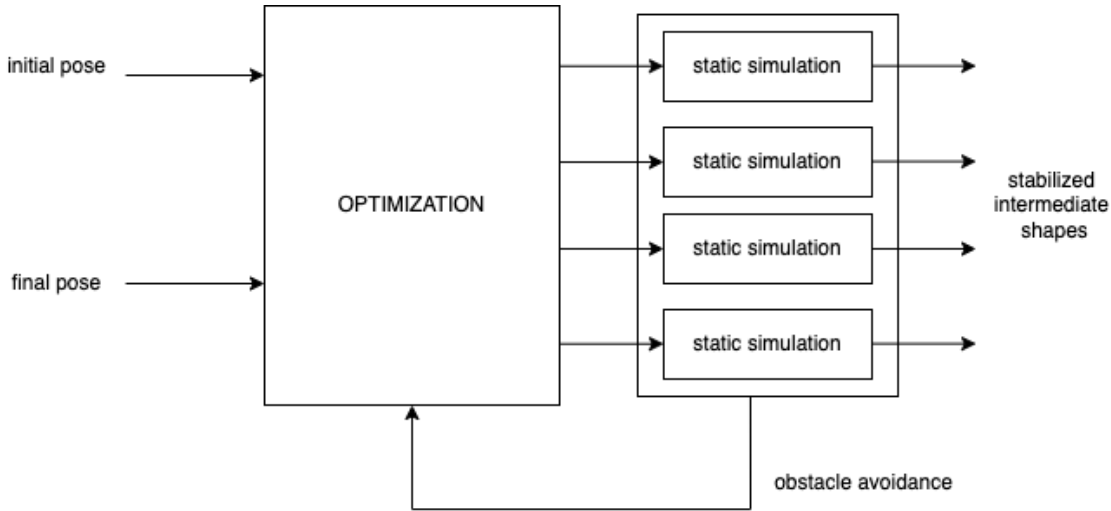 initial pose
final pose
OPTIMIZATION
static simulation
static simulation
static simulation
static simulation
stabilized
intermediate
shapes
obstacle avoidance